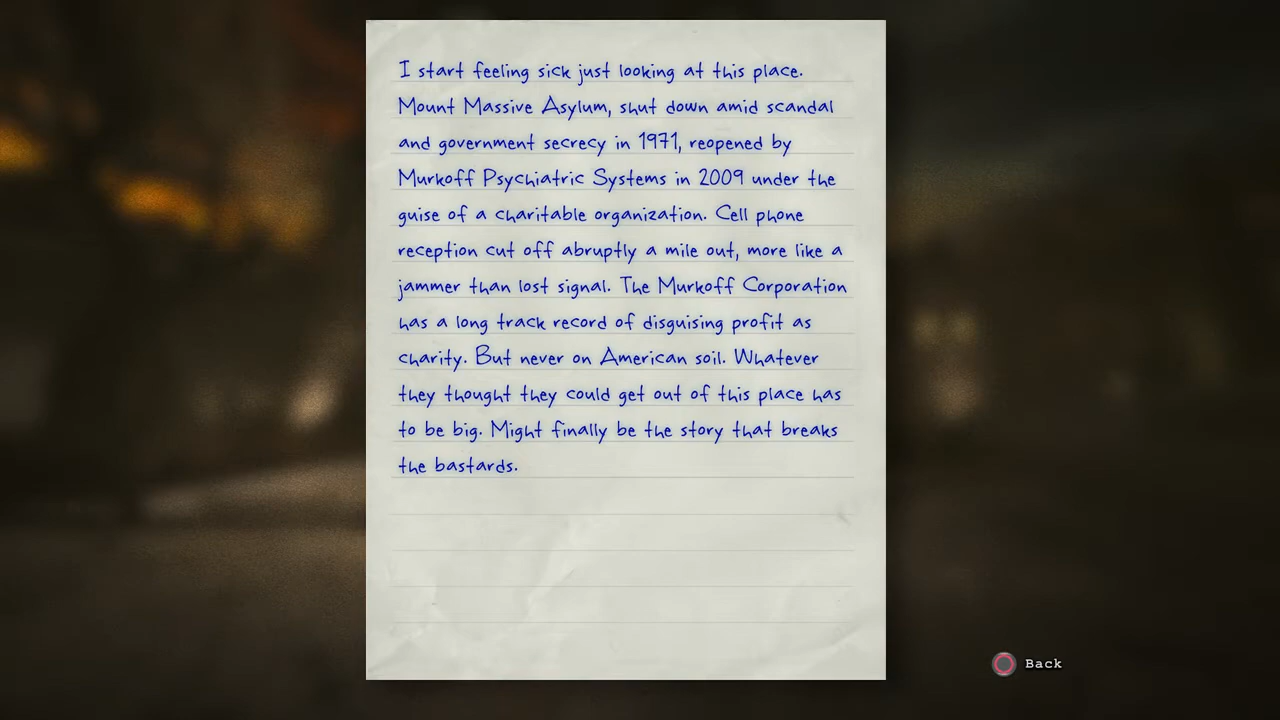 I start feeling sick just looking at this place.
Mount Massive Asylum, shut down amid scandal
and government secrecy in 1971, reopened by
Murkoff Psychiatric Systems in 2009 under the
guise of a charitable organization. Cell phone
reception cut off abruptly a mile out, more like a
jammer than lost signal. The Murkoff Corporation
has a long track record of disguising profit as
charity. But never on American soil. Whatever
they thought they could get out of this place has
to be big. Might finally be the story that breaks
the bastards.
Back